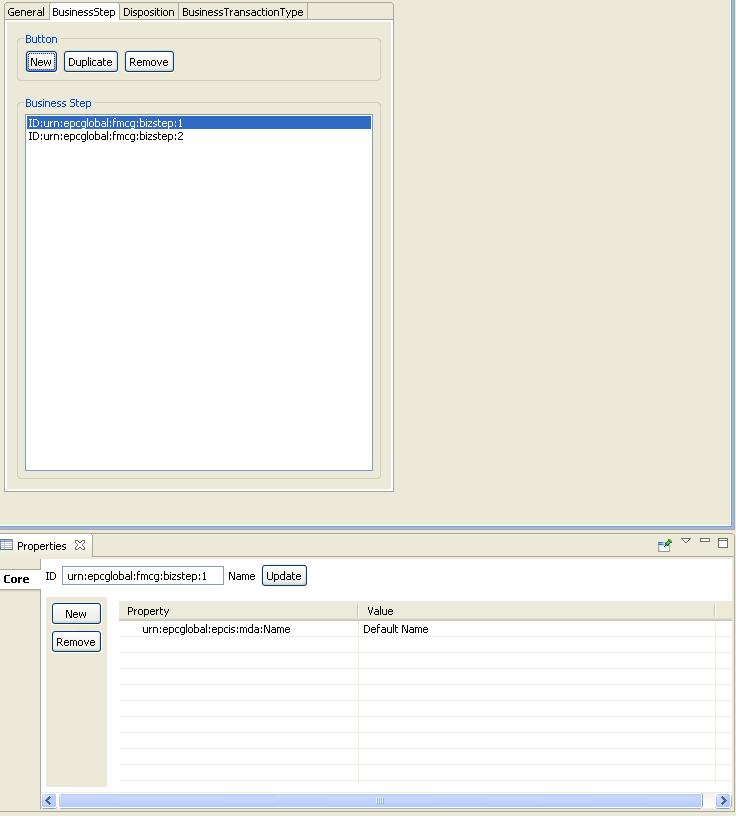 General BusinessStep Disposition BusinessTransactionType
Button
New Duplicate Remove
Business Step
ID:urn:epcglobal:fmcg:bizstep:1
ID:urn:epcglobal:fmcg:bizstep:2
Properties
Core
ID urn:epcglobal:fmcg:bizstep:1 Name Update
New
Remove
Property Value
urn:epcglobal:epcis:mda:Name Default Name